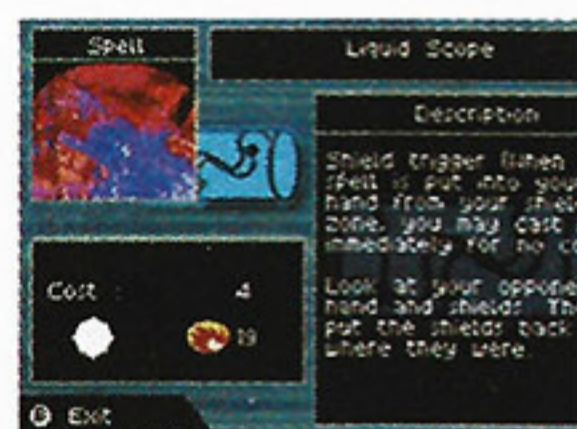 Spell
Liquid Scope
Description
Shield trigger (When
spell is put into your
hand from your shiel
zone, you may cast
immediately for no co
Look at your oppone
hand and shields. The
put the shields back
where they were.
Cost : 4
19
B Exit